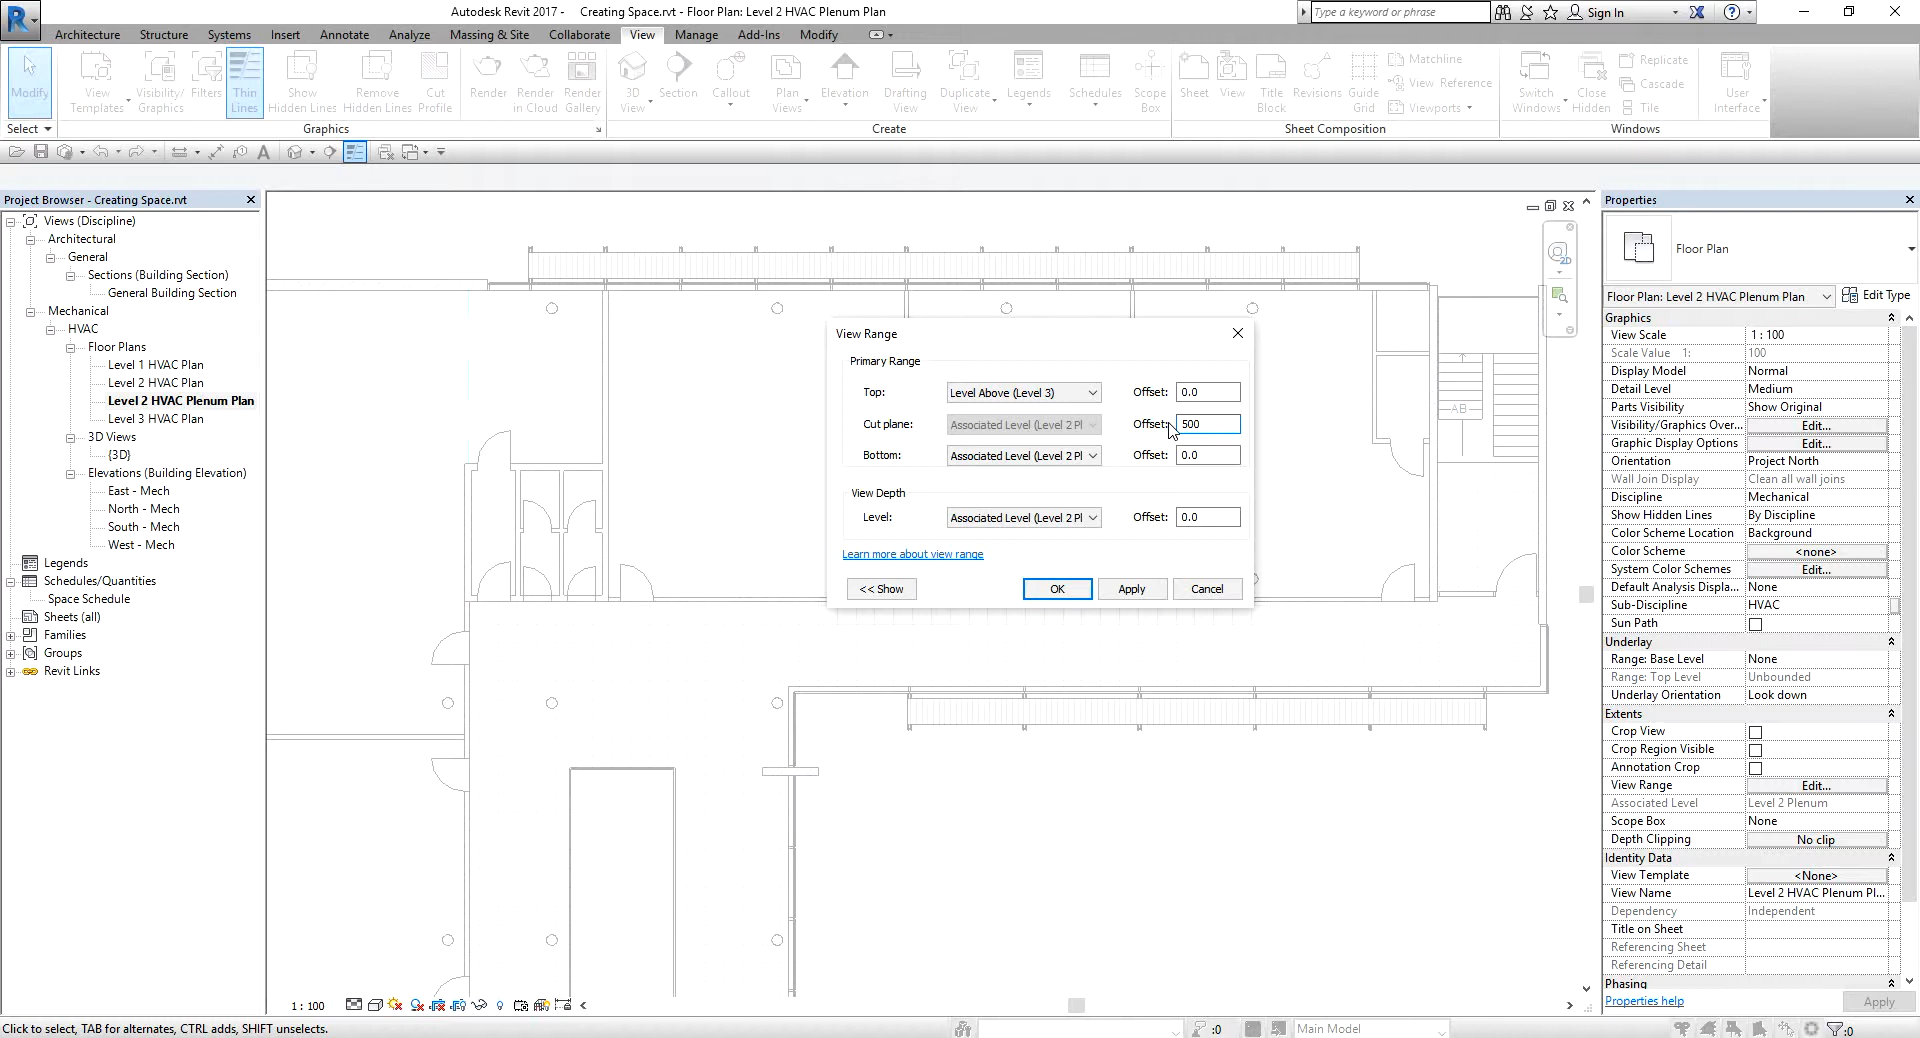 Autodesk Revit 2017 - Creating Space.rvt - Floor Plan: Level 2 HVAC Plenum Plan
Type a keyword or phrase
Sign In
Architecture Structure Systems Insert Annotate Analyze Massing & Site Collaborate View Manage Add-Ins Modify
Modify
View Templates
Visibility/ Graphics
Filters
Thin Lines
Show Hidden Lines
Remove Hidden Lines
Cut Profile
Render
Render in Cloud
Render Gallery
3D View
Section
Callout
Plan Views
Elevation
Drafting View
Duplicate View
Legends
Schedules
Scope Box
Sheet
View
Title Block
Revisions
Guide Grid
Matchline
View Reference
Viewports
Switch Windows
Close Hidden
Replicate
Cascade
Tile
User Interface
Select Graphics Create Sheet Composition Windows
Project Browser - Creating Space.rvt
Views (Discipline)
Architectural
General
Sections (Building Section)
General Building Section
Mechanical
HVAC
Floor Plans
Level 1 HVAC Plan
Level 2 HVAC Plan
Level 2 HVAC Plenum Plan
Level 3 HVAC Plan
3D Views
{3D}
Elevations (Building Elevation)
East - Mech
North - Mech
South - Mech
West - Mech
Legends
Schedules/Quantities
Space Schedule
Sheets (all)
Families
Groups
Revit Links
2D
AB
View Range
Primary Range
Top: Level Above (Level 3) Offset: 0.0
Cut plane: Associated Level (Level 2 Pl Offset: 500
Bottom: Associated Level (Level 2 Pl Offset: 0.0
View Depth
Level: Associated Level (Level 2 Pl Offset: 0.0
Learn more about view range
<< Show OK Apply Cancel
Properties
Floor Plan
Floor Plan: Level 2 HVAC Plenum Plan Edit Type
Graphics
View Scale 1 : 100
Scale Value 1: 100
Display Model Normal
Detail Level Medium
Parts Visibility Show Original
Visibility/Graphics Over... Edit...
Graphic Display Options Edit...
Orientation Project North
Wall Join Display Clean all wall joins
Discipline Mechanical
Show Hidden Lines By Discipline
Color Scheme Location Background
Color Scheme <none>
System Color Schemes Edit...
Default Analysis Displa... None
Sub-Discipline HVAC
Sun Path
Underlay
Range: Base Level None
Range: Top Level Unbounded
Underlay Orientation Look down
Extents
Crop View
Crop Region Visible
Annotation Crop
View Range Edit...
Associated Level Level 2 Plenum
Scope Box None
Depth Clipping No clip
Identity Data
View Template <None>
View Name Level 2 HVAC Plenum Pl...
Dependency Independent
Title on Sheet
Referencing Sheet
Referencing Detail
Phasing
Properties help Apply
1 : 100
Click to select, TAB for alternates, CTRL adds, SHIFT unselects.
:0
Main Model
:0